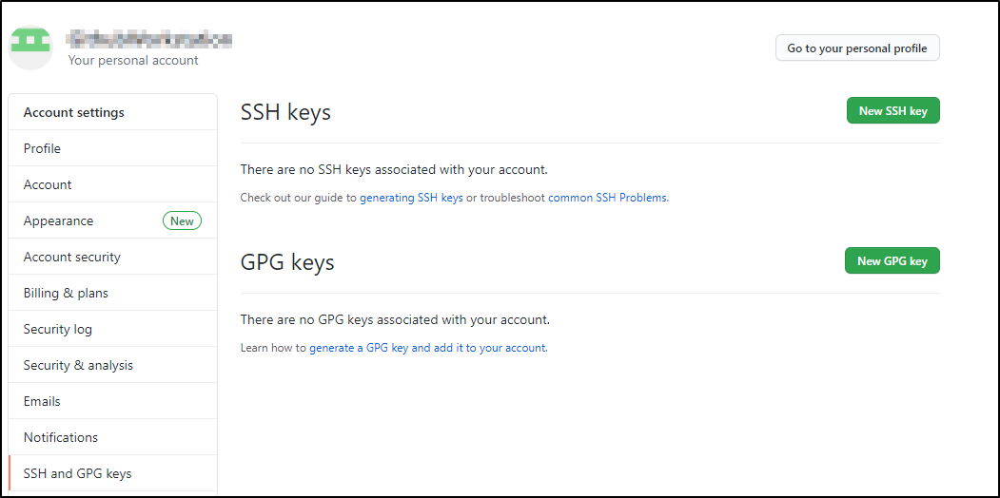 Your personal account
Go to your personal profile
Account settings
Profile
Account
Appearance New
Account security
Billing & plans
Security log
Security & analysis
Emails
Notifications
SSH and GPG keys
SSH keys
New SSH key
There are no SSH keys associated with your account.
Check out our guide to generating SSH keys or troubleshoot common SSH Problems.
GPG keys
New GPG key
There are no GPG keys associated with your account.
Learn how to generate a GPG key and add it to your account.